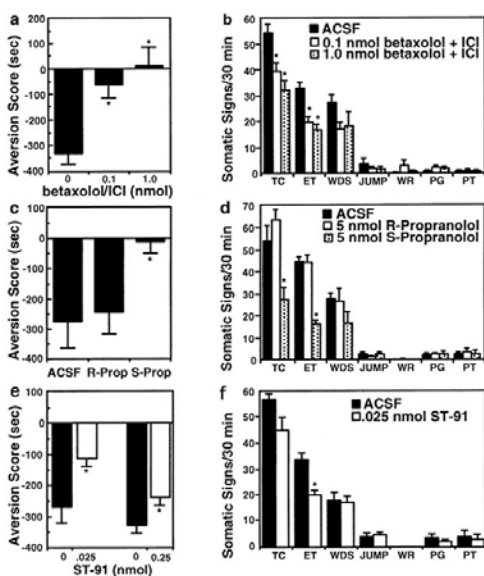 a
Aversion Score (sec)
200
100
0
-100
-200
-300
-400
0 0.1 1.0
betaxolol/ICI (nmol)
*
*
b
Somatic Signs/30 min
60
50
40
30
20
10
0
ACSF
0.1 nmol betaxolol + ICI
1.0 nmol betaxolol + ICI
* *
* *
TC ET WDS JUMP WR PG PT
c
Aversion Score (sec)
100
0
-100
-200
-300
-400
ACSF R-Prop S-Prop
*
d
Somatic Signs/30 min
70
60
50
40
30
20
10
0
ACSF
5 nmol R-Propranolol
5 nmol S-Propranolol
*
*
TC ET WDS JUMP WR PG PT
e
Aversion Score (sec)
0
-100
-200
-300
-400
-500
0 .025 0 0.25
ST-91 (nmol)
*
*
f
Somatic Signs/30 min
60
50
40
30
20
10
0
ACSF
.025 nmol ST-91
*
TC ET WDS JUMP WR PG PT